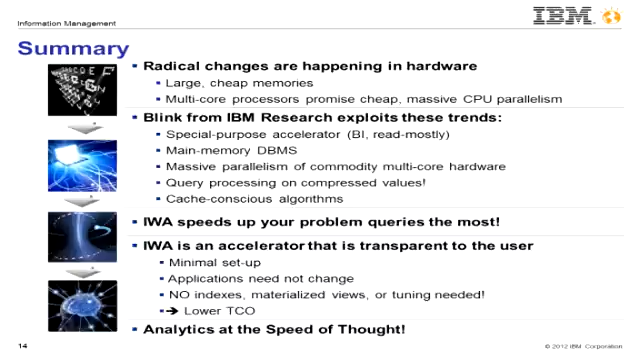 Information Management
IBM
Summary
Radical changes are happening in hardware
Large, cheap memories
Multi-core processors promise cheap, massive CPU parallelism
Blink from IBM Research exploits these trends:
Special-purpose accelerator (BI, read-mostly)
Main-memory DBMS
Massive parallelism of commodity multi-core hardware
Query processing on compressed values!
Cache-conscious algorithms
IWA speeds up your problem queries the most!
IWA is an accelerator that is transparent to the user
Minimal set-up
Applications need not change
NO indexes, materialized views, or tuning needed!
➔ Lower TCO
Analytics at the Speed of Thought!
14
© 2012 IBM Corporation